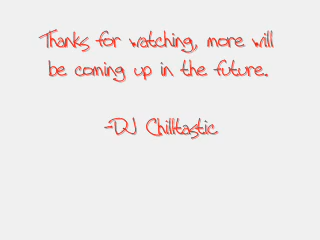 Thanks for watching, more will
be coming up in the future.
-DJ Chilltastic